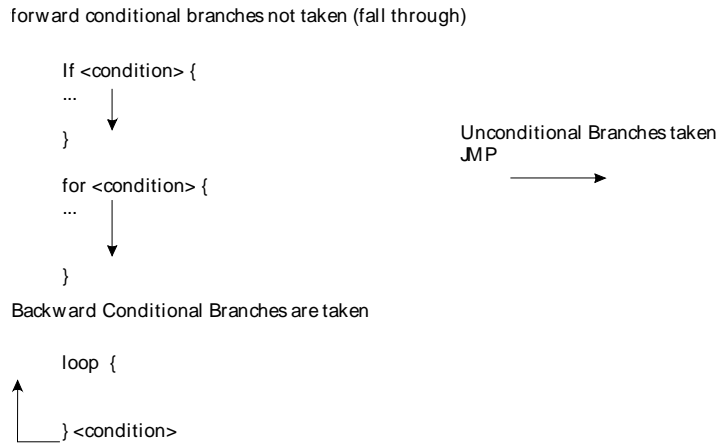 forward conditional branches not taken (fall through)
If <condition> {
...
}
for <condition> {
...
}
Unconditional Branches taken
JMP
Backward Conditional Branches are taken
loop {
} <condition>